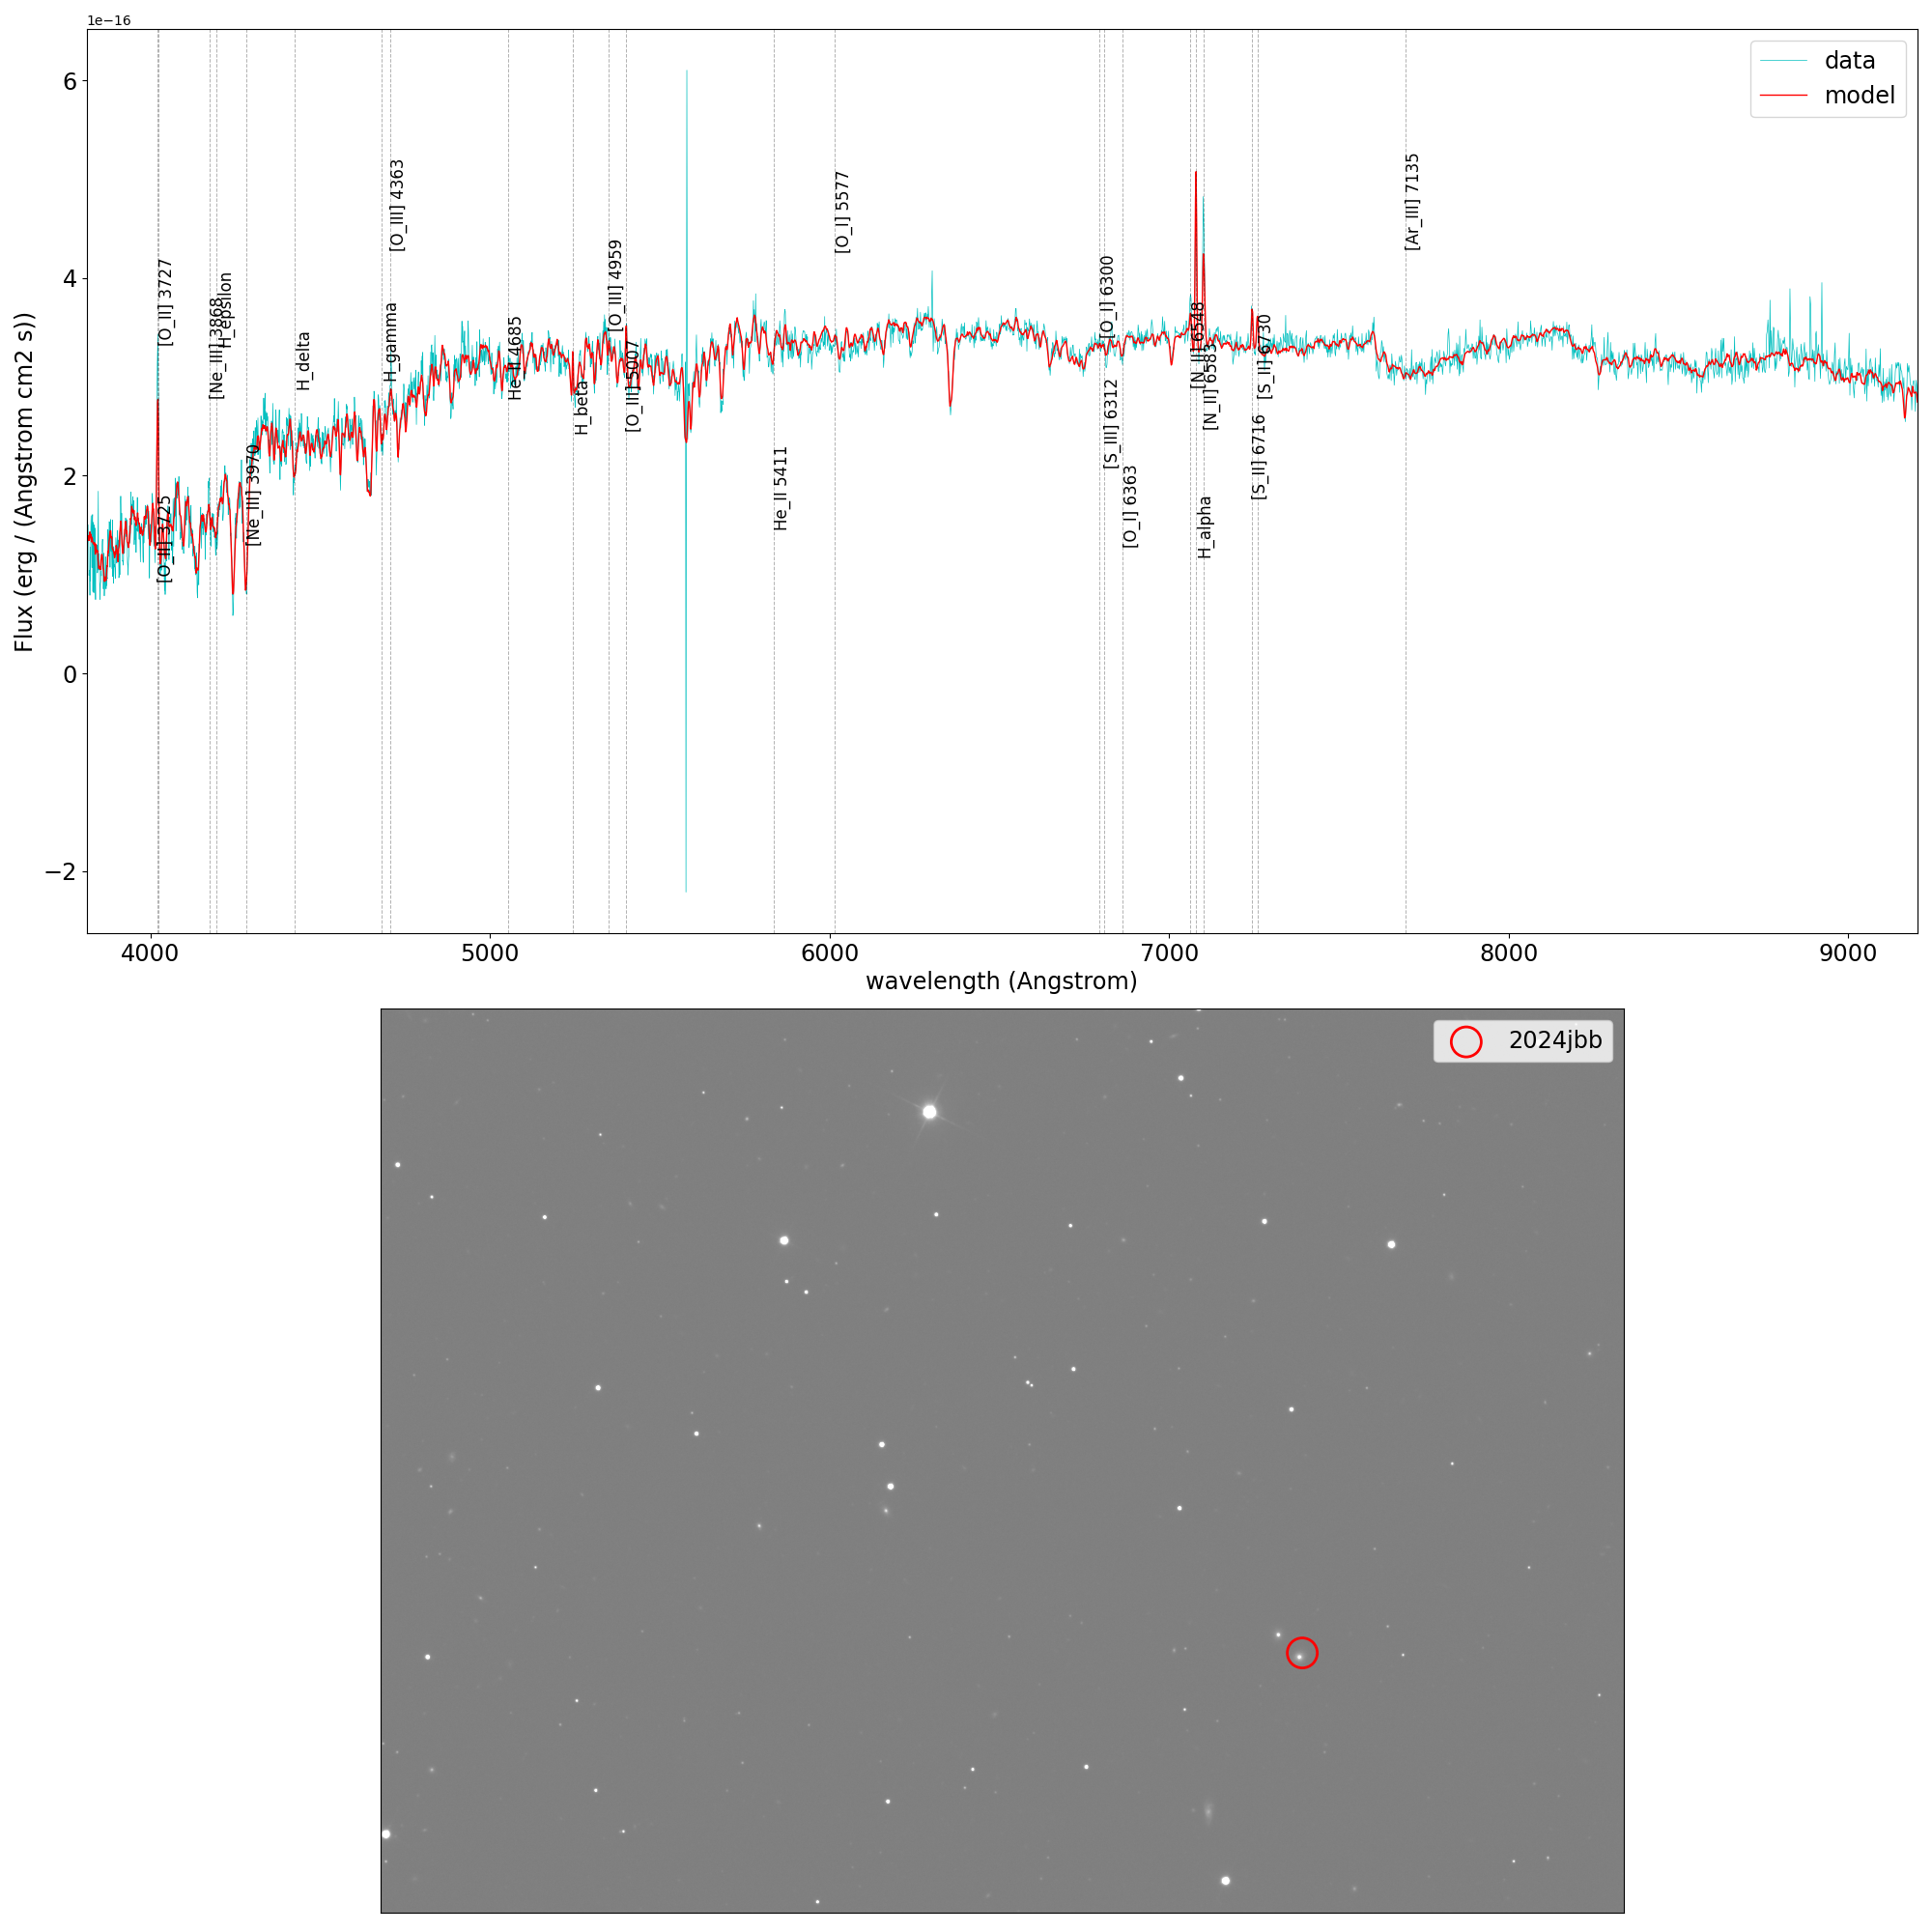 1e−16
data
model
6
4
2
0
−2
Flux (erg / (Angstrom cm2 s))
[O_II] 3725
[O_II] 3727
[Ne_III] 3868
H_epsilon
[Ne_III] 3970
H_delta
H_gamma
[O_III] 4363
He_II 4685
H_beta
[O_III] 4959
[O_III] 5007
He_II 5411
[O_I] 5577
[O_I] 6300
[S_III] 6312
[O_I] 6363
[N_II] 6548
H_alpha
[N_II] 6583
[S_II] 6716
[S_II] 6730
[Ar_III] 7135
4000 5000 6000 7000 8000 9000
wavelength (Angstrom)
2024jbb